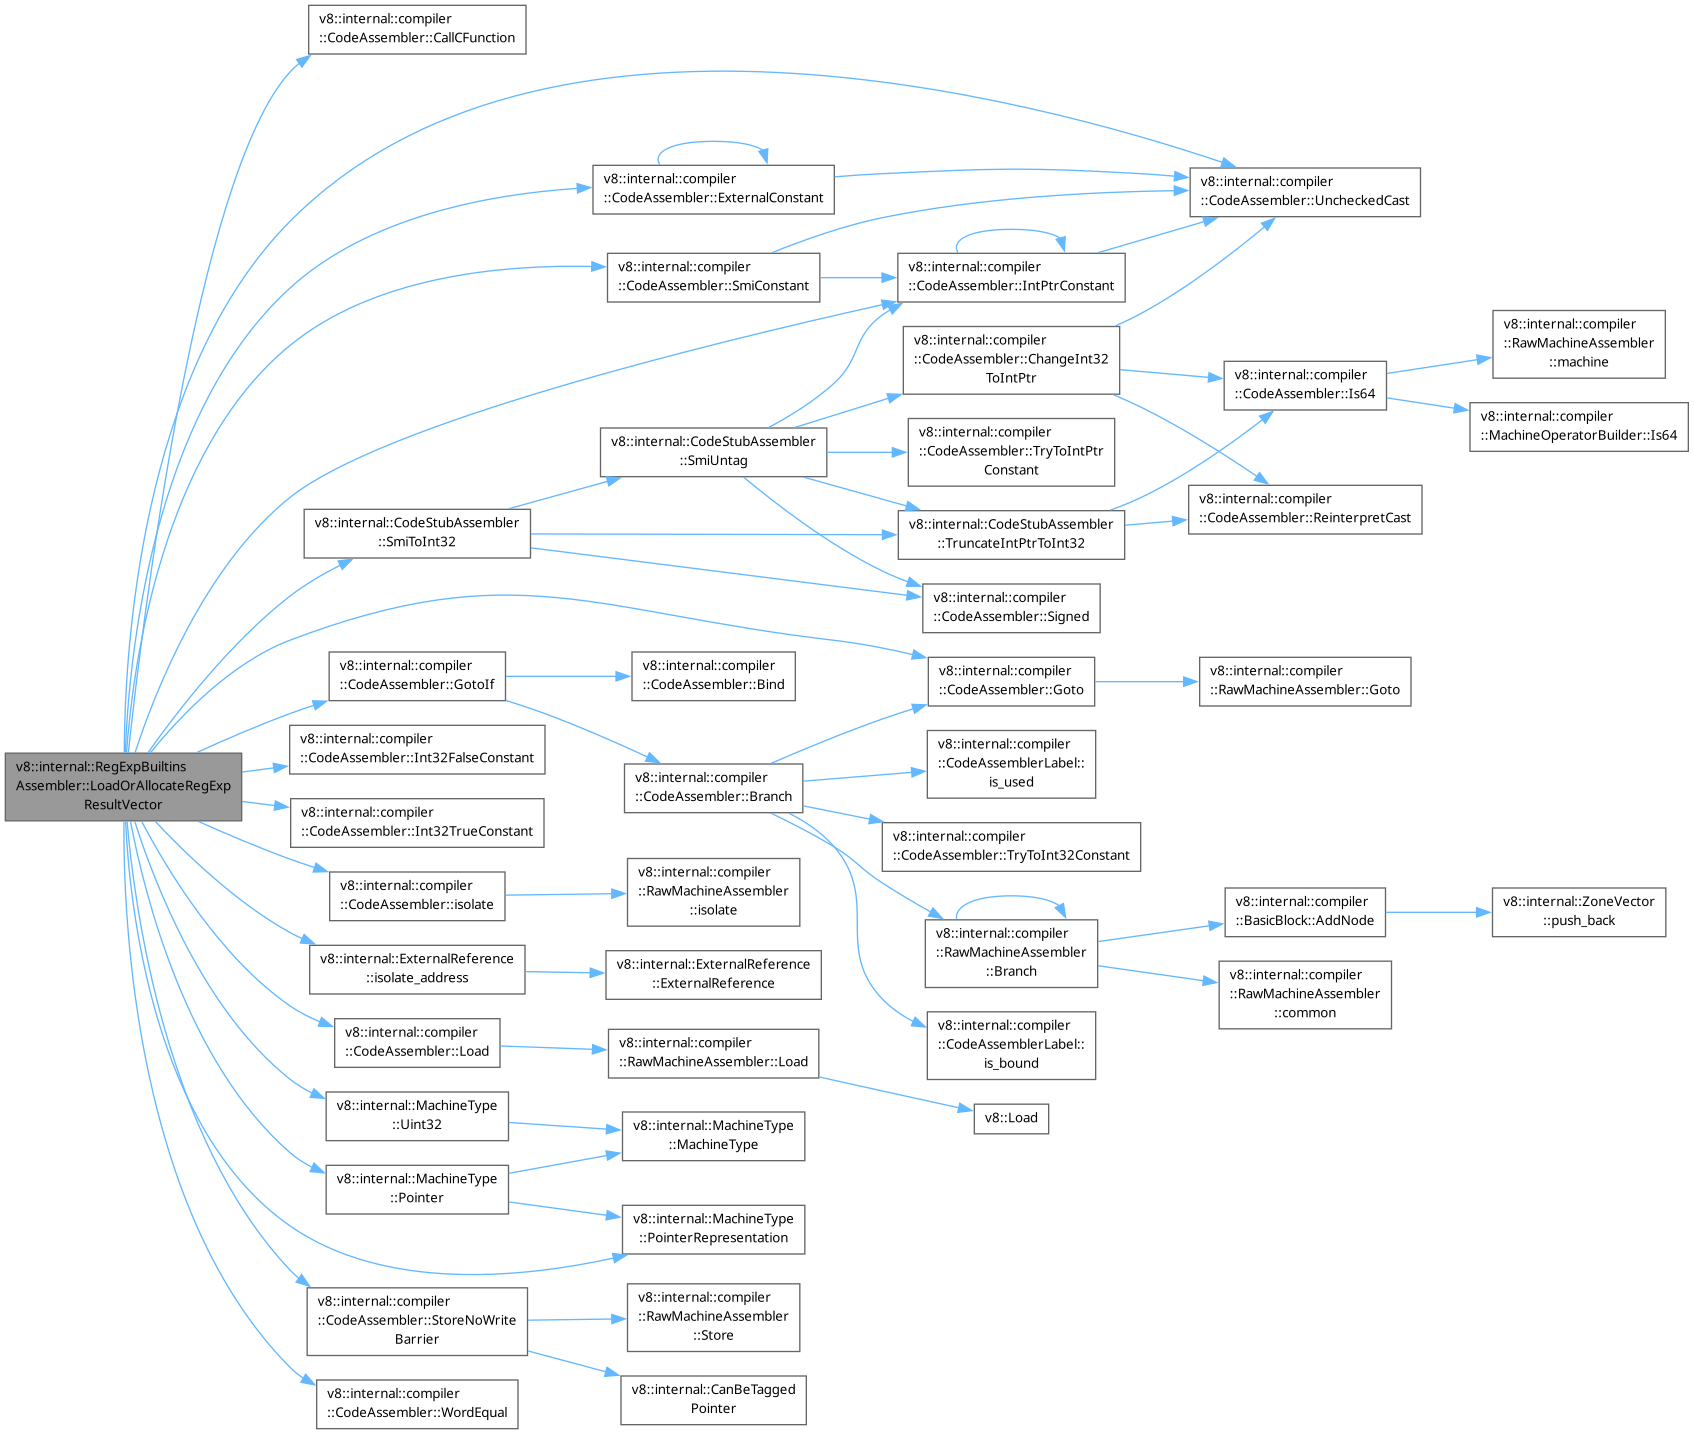 v8::internal::RegExpBuiltins
Assembler::LoadOrAllocateRegExp
ResultVector
v8::internal::compiler
::CodeAssembler::CallCFunction
v8::internal::compiler
::CodeAssembler::UncheckedCast
v8::internal::compiler
::CodeAssembler::ExternalConstant
v8::internal::compiler
::CodeAssembler::SmiConstant
v8::internal::compiler
::CodeAssembler::IntPtrConstant
v8::internal::compiler
::CodeAssembler::ChangeInt32
ToIntPtr
v8::internal::compiler
::CodeAssembler::Is64
v8::internal::compiler
::RawMachineAssembler
::machine
v8::internal::compiler
::MachineOperatorBuilder::Is64
v8::internal::CodeStubAssembler
::SmiUntag
v8::internal::compiler
::CodeAssembler::TryToIntPtr
Constant
v8::internal::compiler
::CodeAssembler::ReinterpretCast
v8::internal::CodeStubAssembler
::SmiToInt32
v8::internal::CodeStubAssembler
::TruncateIntPtrToInt32
v8::internal::compiler
::CodeAssembler::Signed
v8::internal::compiler
::CodeAssembler::GotoIf
v8::internal::compiler
::CodeAssembler::Bind
v8::internal::compiler
::CodeAssembler::Goto
v8::internal::compiler
::RawMachineAssembler::Goto
v8::internal::compiler
::CodeAssembler::Int32FalseConstant
v8::internal::compiler
::CodeAssembler::Branch
v8::internal::compiler
::CodeAssemblerLabel::
is_used
v8::internal::compiler
::CodeAssembler::Int32TrueConstant
v8::internal::compiler
::CodeAssembler::TryToInt32Constant
v8::internal::compiler
::CodeAssembler::isolate
v8::internal::compiler
::RawMachineAssembler
::isolate
v8::internal::compiler
::RawMachineAssembler
::Branch
v8::internal::compiler
::BasicBlock::AddNode
v8::internal::ZoneVector
::push_back
v8::internal::compiler
::RawMachineAssembler
::common
v8::internal::ExternalReference
::isolate_address
v8::internal::ExternalReference
::ExternalReference
v8::internal::compiler
::CodeAssemblerLabel::
is_bound
v8::internal::compiler
::CodeAssembler::Load
v8::internal::compiler
::RawMachineAssembler::Load
v8::Load
v8::internal::MachineType
::Uint32
v8::internal::MachineType
::MachineType
v8::internal::MachineType
::Pointer
v8::internal::MachineType
::PointerRepresentation
v8::internal::compiler
::CodeAssembler::StoreNoWrite
Barrier
v8::internal::compiler
::RawMachineAssembler
::Store
v8::internal::CanBeTagged
Pointer
v8::internal::compiler
::CodeAssembler::WordEqual